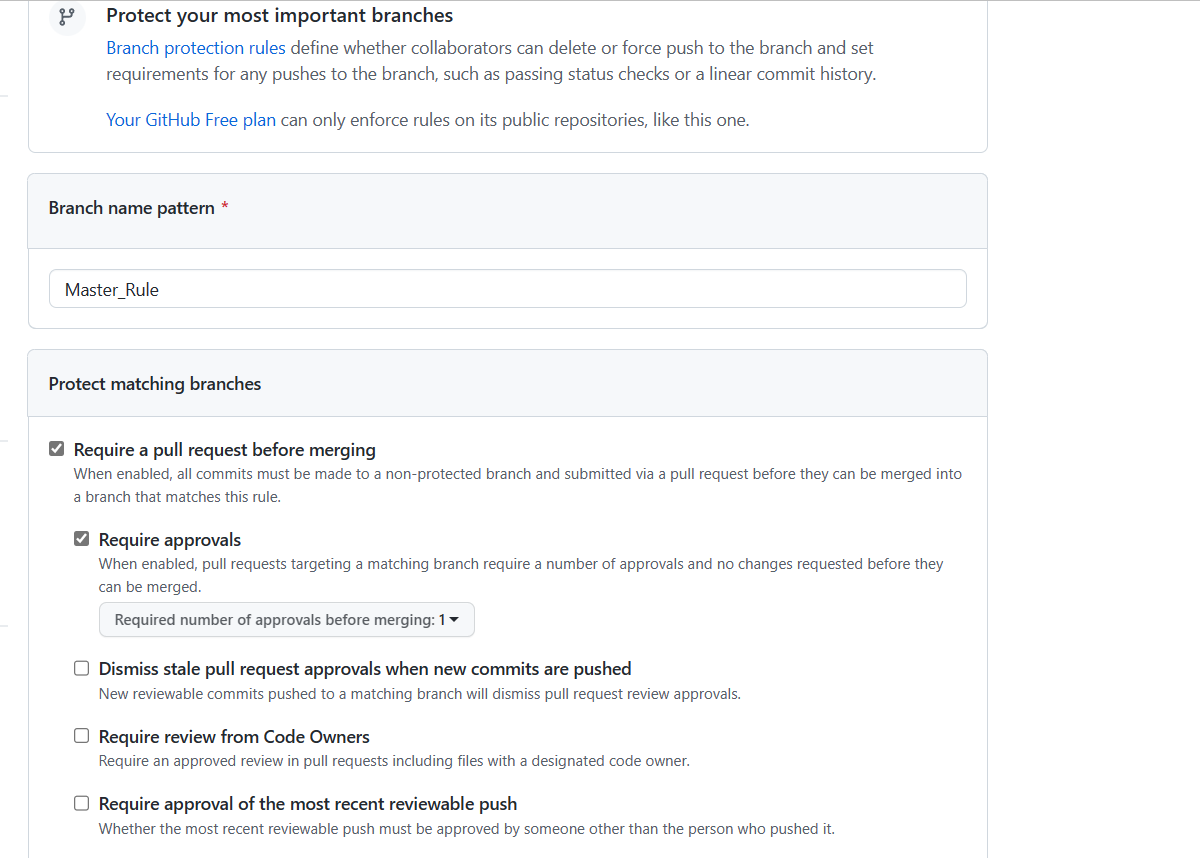 Protect your most important branches
Branch protection rules define whether collaborators can delete or force push to the branch and set
requirements for any pushes to the branch, such as passing status checks or a linear commit history.
Your GitHub Free plan can only enforce rules on its public repositories, like this one.
Branch name pattern *
Master_Rule
Protect matching branches
Require a pull request before merging
When enabled, all commits must be made to a non-protected branch and submitted via a pull request before they can be merged into
a branch that matches this rule.
Require approvals
When enabled, pull requests targeting a matching branch require a number of approvals and no changes requested before they
can be merged.
Required number of approvals before merging: 1
Dismiss stale pull request approvals when new commits are pushed
New reviewable commits pushed to a matching branch will dismiss pull request review approvals.
Require review from Code Owners
Require an approved review in pull requests including files with a designated code owner.
Require approval of the most recent reviewable push
Whether the most recent reviewable push must be approved by someone other than the person who pushed it.